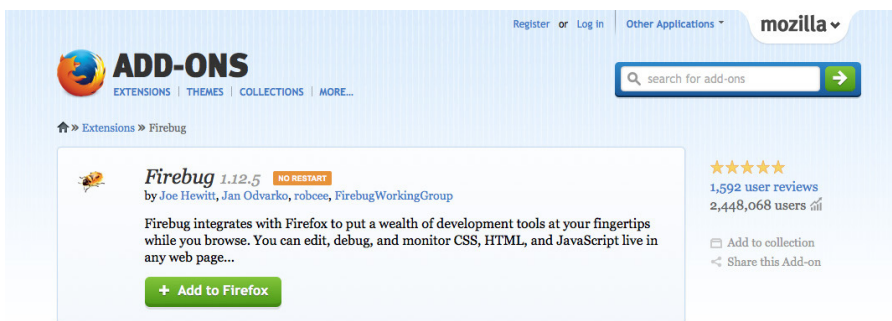 Register or Log in Other Applications mozilla
ADD-ONS
EXTENSIONS | THEMES | COLLECTIONS | MORE...
search for add-ons
» Extensions » Firebug
Firebug 1.12.5 NO RESTART
by Joe Hewitt, Jan Odvarko, robcee, FirebugWorkingGroup
Firebug integrates with Firefox to put a wealth of development tools at your fingertips
while you browse. You can edit, debug, and monitor CSS, HTML, and JavaScript live in
any web page...
+ Add to Firefox
1,592 user reviews
2,448,068 users
Add to collection
Share this Add-on